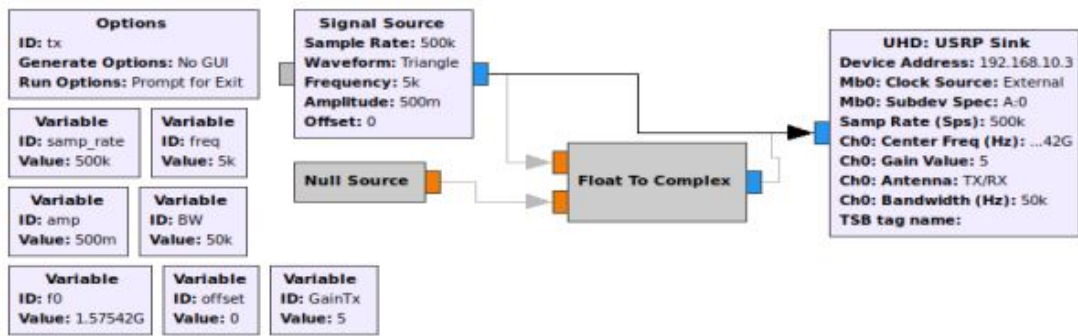 Options
ID: tx
Generate Options: No GUI
Run Options: Prompt for Exit
Variable
ID: samp_rate
Value: 500k
Variable
ID: freq
Value: 5k
Variable
ID: amp
Value: 500m
Variable
ID: BW
Value: 50k
Variable
ID: f0
Value: 1.57542G
Variable
ID: offset
Value: 0
Variable
ID: GainTx
Value: 5
Signal Source
Sample Rate: 500k
Waveform: Triangle
Frequency: 5k
Amplitude: 500m
Offset: 0
Null Source
Float To Complex
UHD: USRP Sink
Device Address: 192.168.10.3
Mb0: Clock Source: External
Mb0: Subdev Spec: A:0
Samp Rate (Sps): 500k
Ch0: Center Freq (Hz): ...42G
Ch0: Gain Value: 5
Ch0: Antenna: TX/RX
Ch0: Bandwidth (Hz): 50k
TSB tag name: